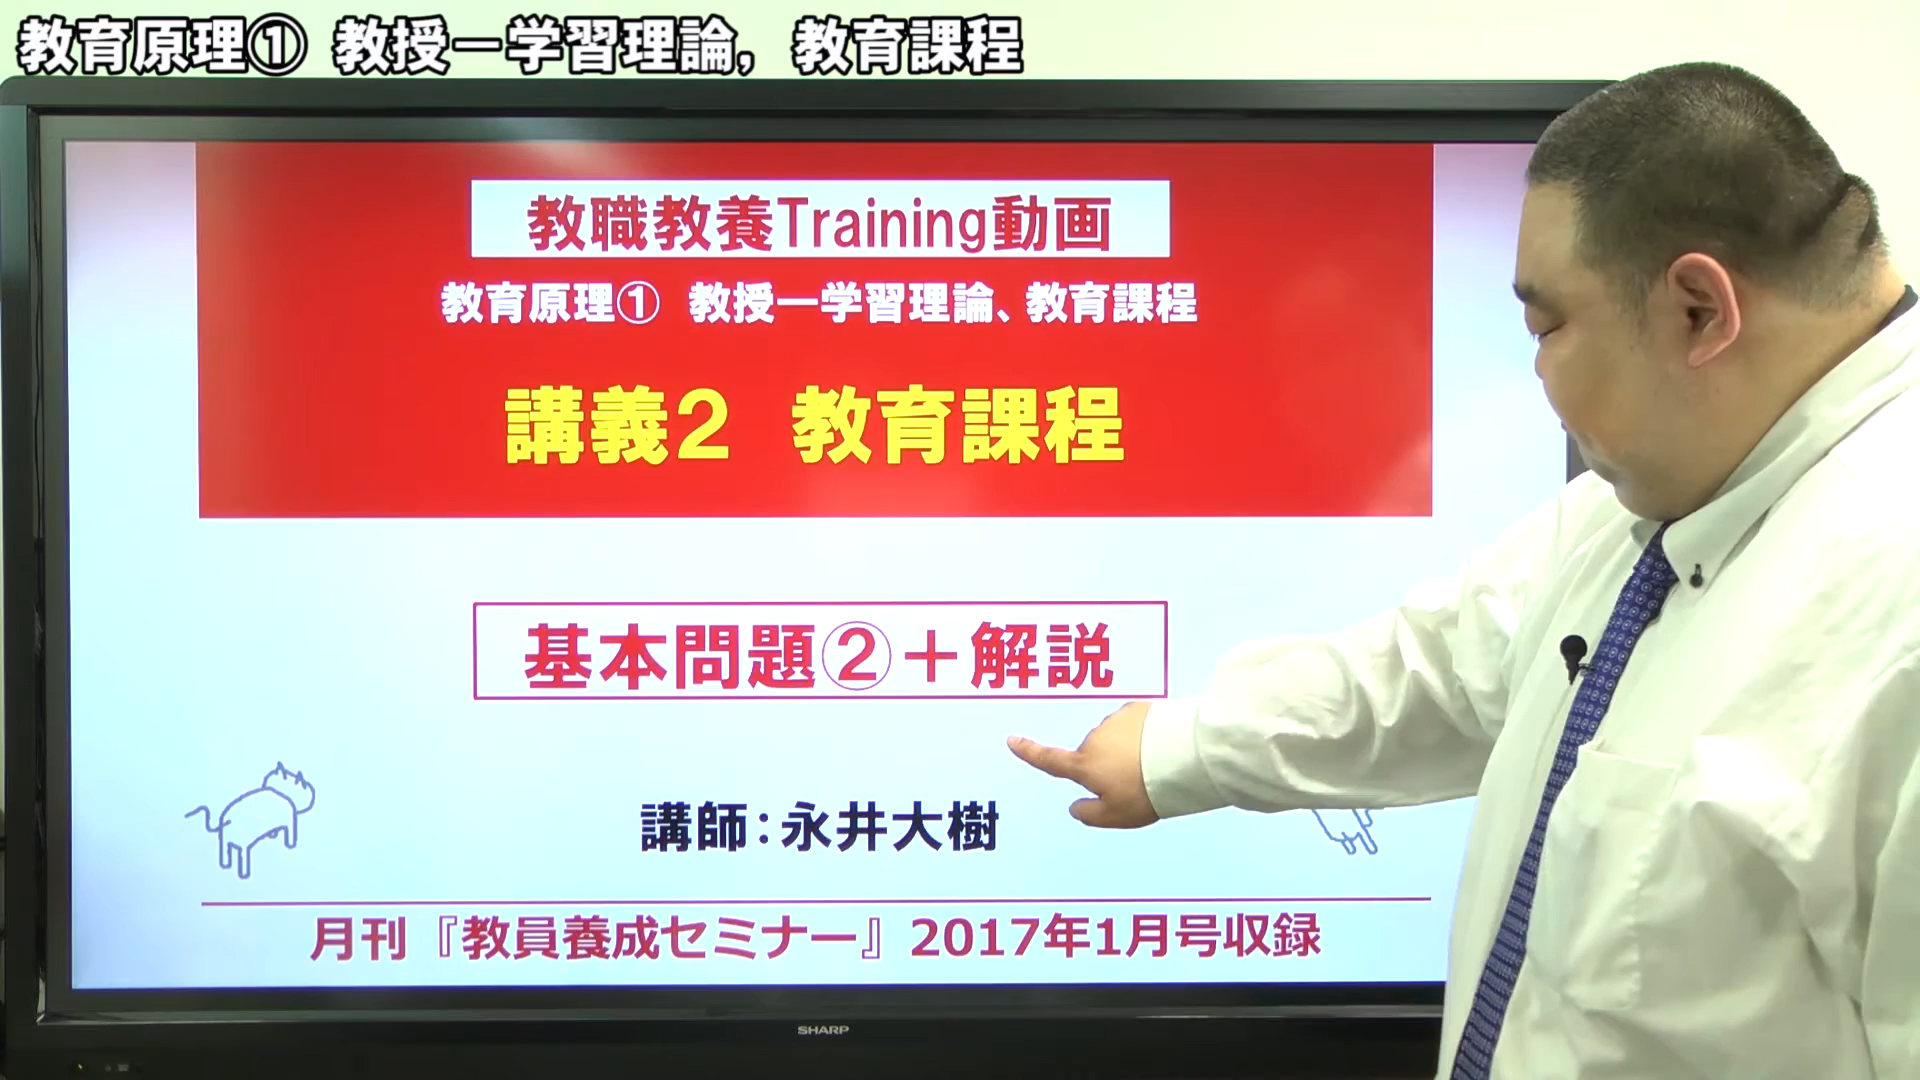 教育原理① 教授－学習理論，教育課程
教職教養Training動画
教育原理① 教授―学習理論、教育課程
講義２ 教育課程
基本問題②＋解説
講師：永井大樹
月刊『教員養成セミナー』2017年1月号収録
SHARP